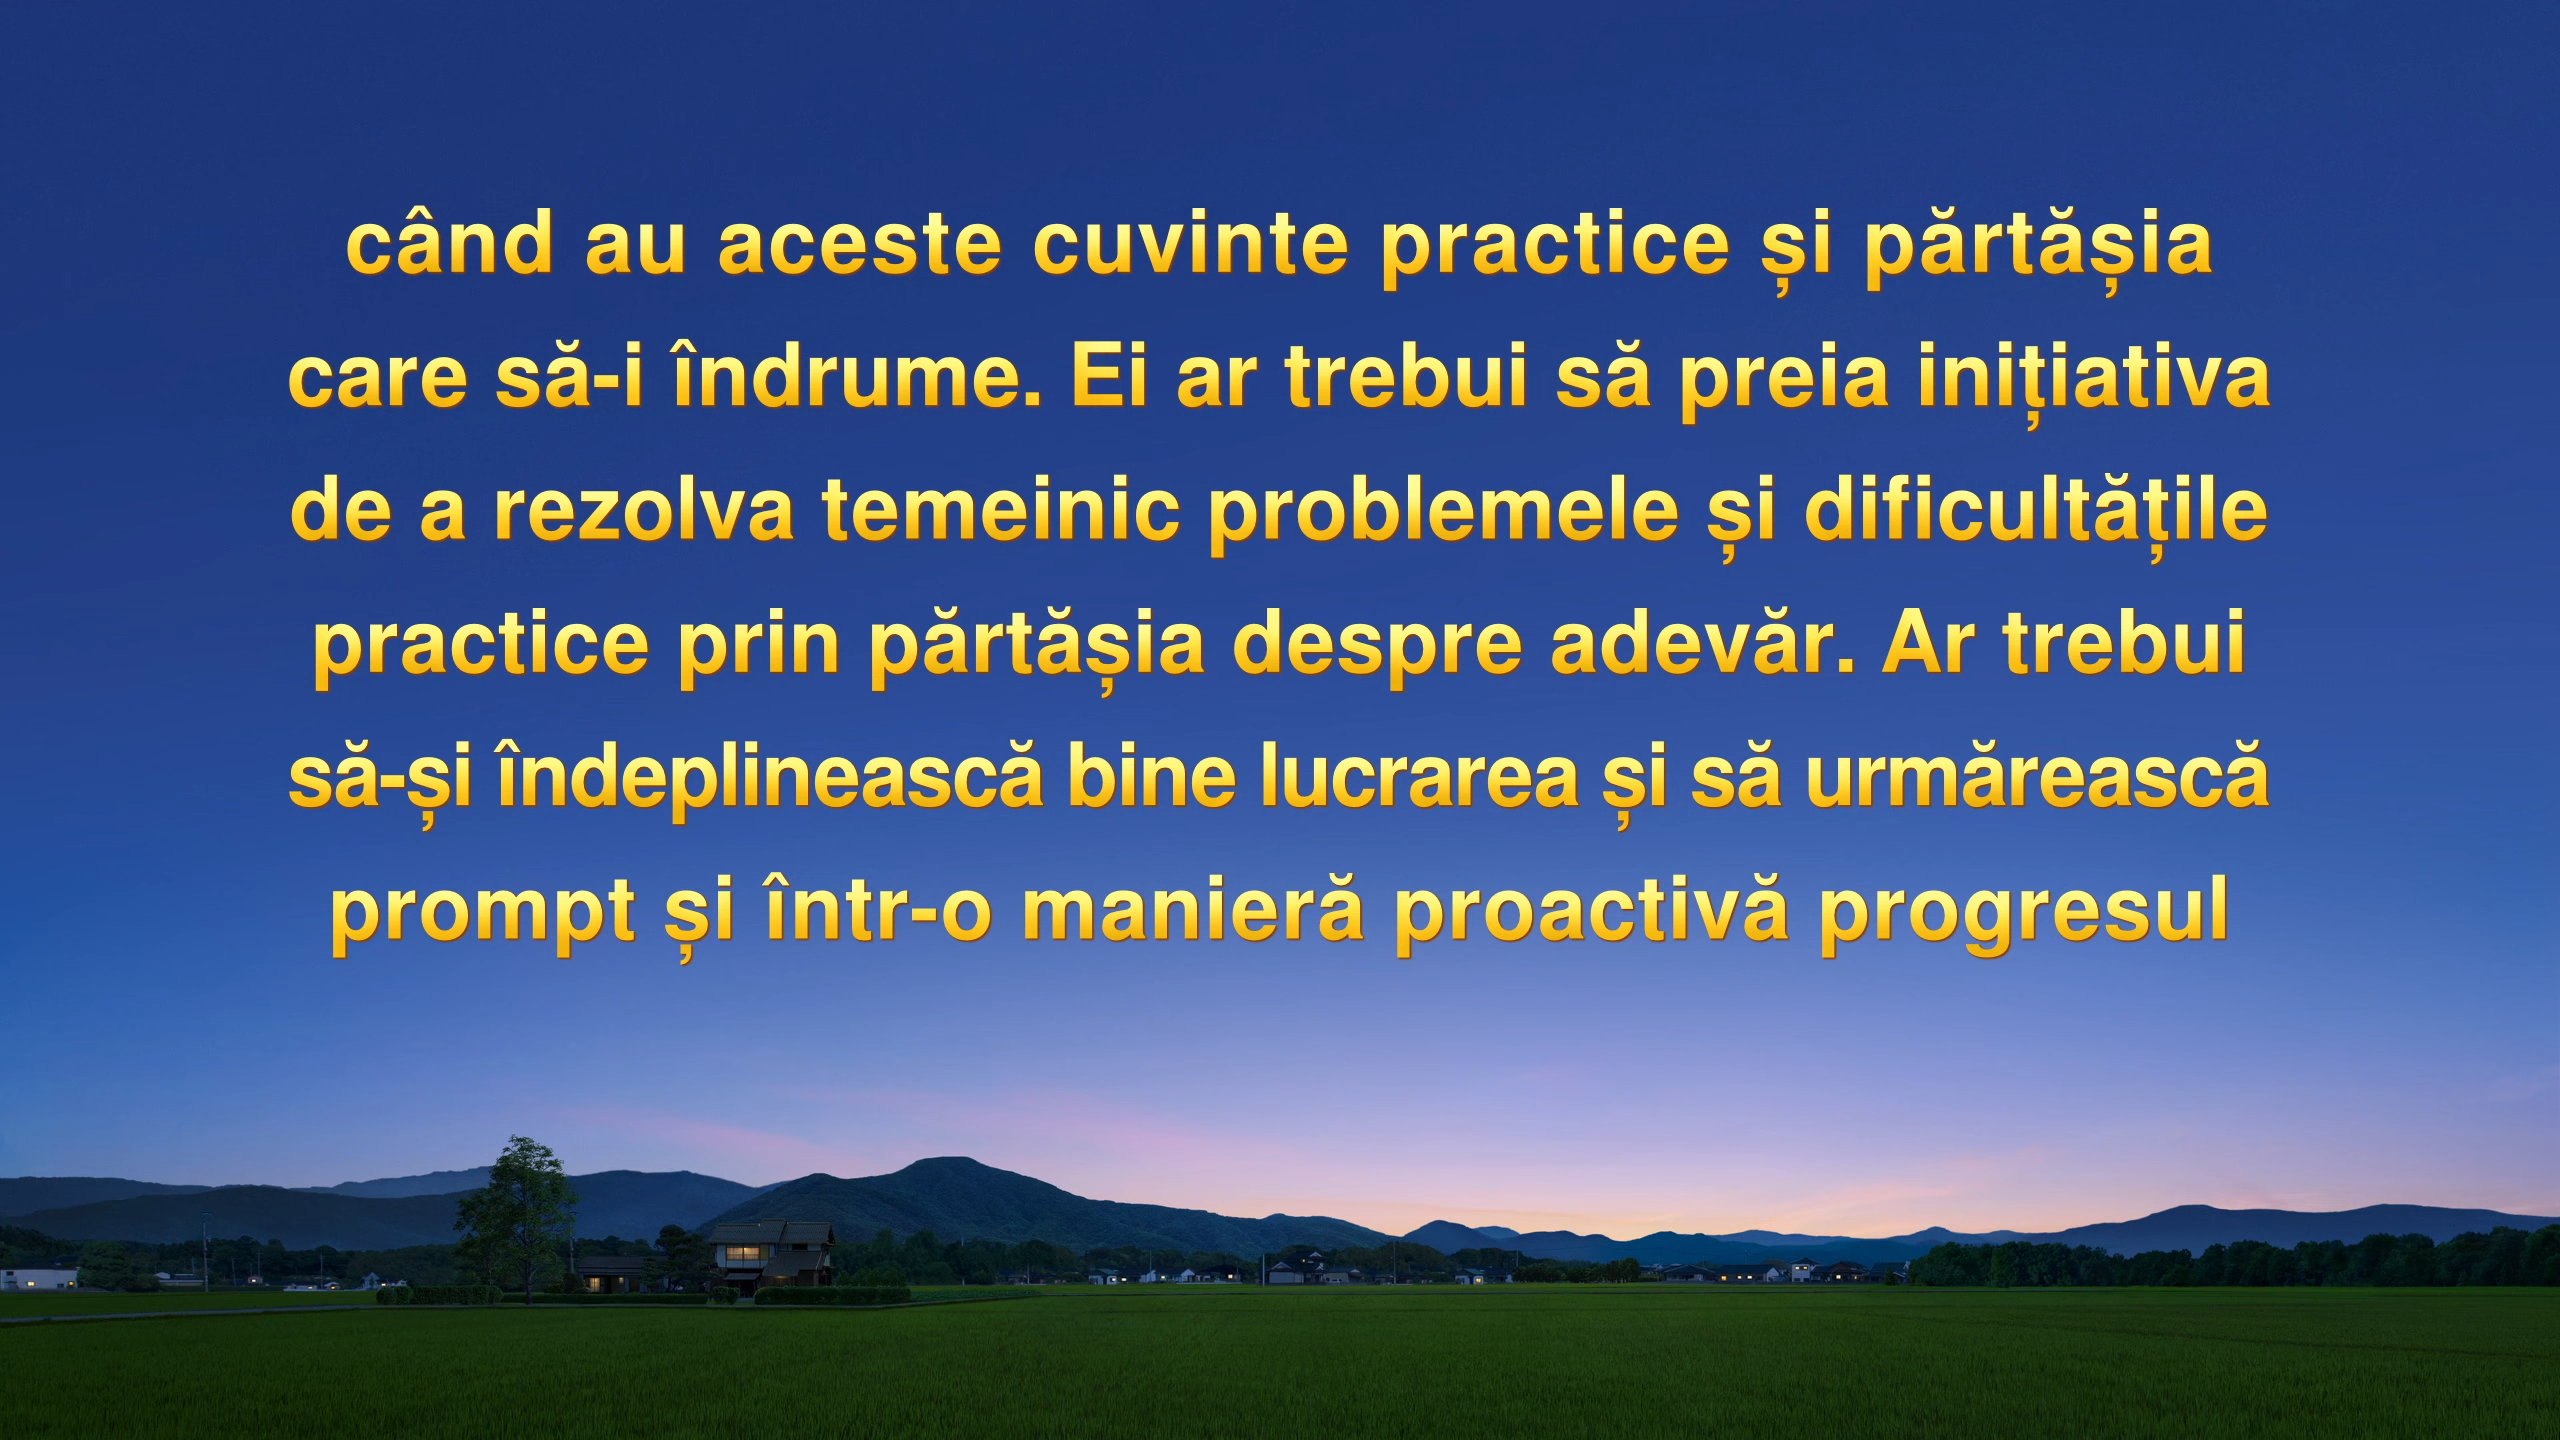 când au aceste cuvinte practice și părtășia
care să-i îndrume. Ei ar trebui să preia inițiativa
de a rezolva temeinic problemele și dificultățile
practice prin părtășia despre adevăr. Ar trebui
să-și îndeplinească bine lucrarea și să urmărească
prompt și într-o manieră proactivă progresul